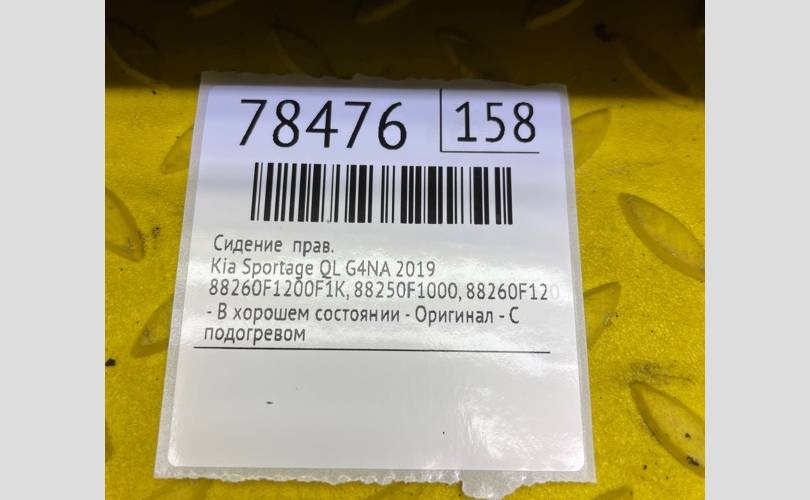 78476 158
Сидение прав.
Kia Sportage QL G4NA 2019
88260F1200F1K, 88250F1000, 88260F120
- В хорошем состоянии - Оригинал - С
подогревом